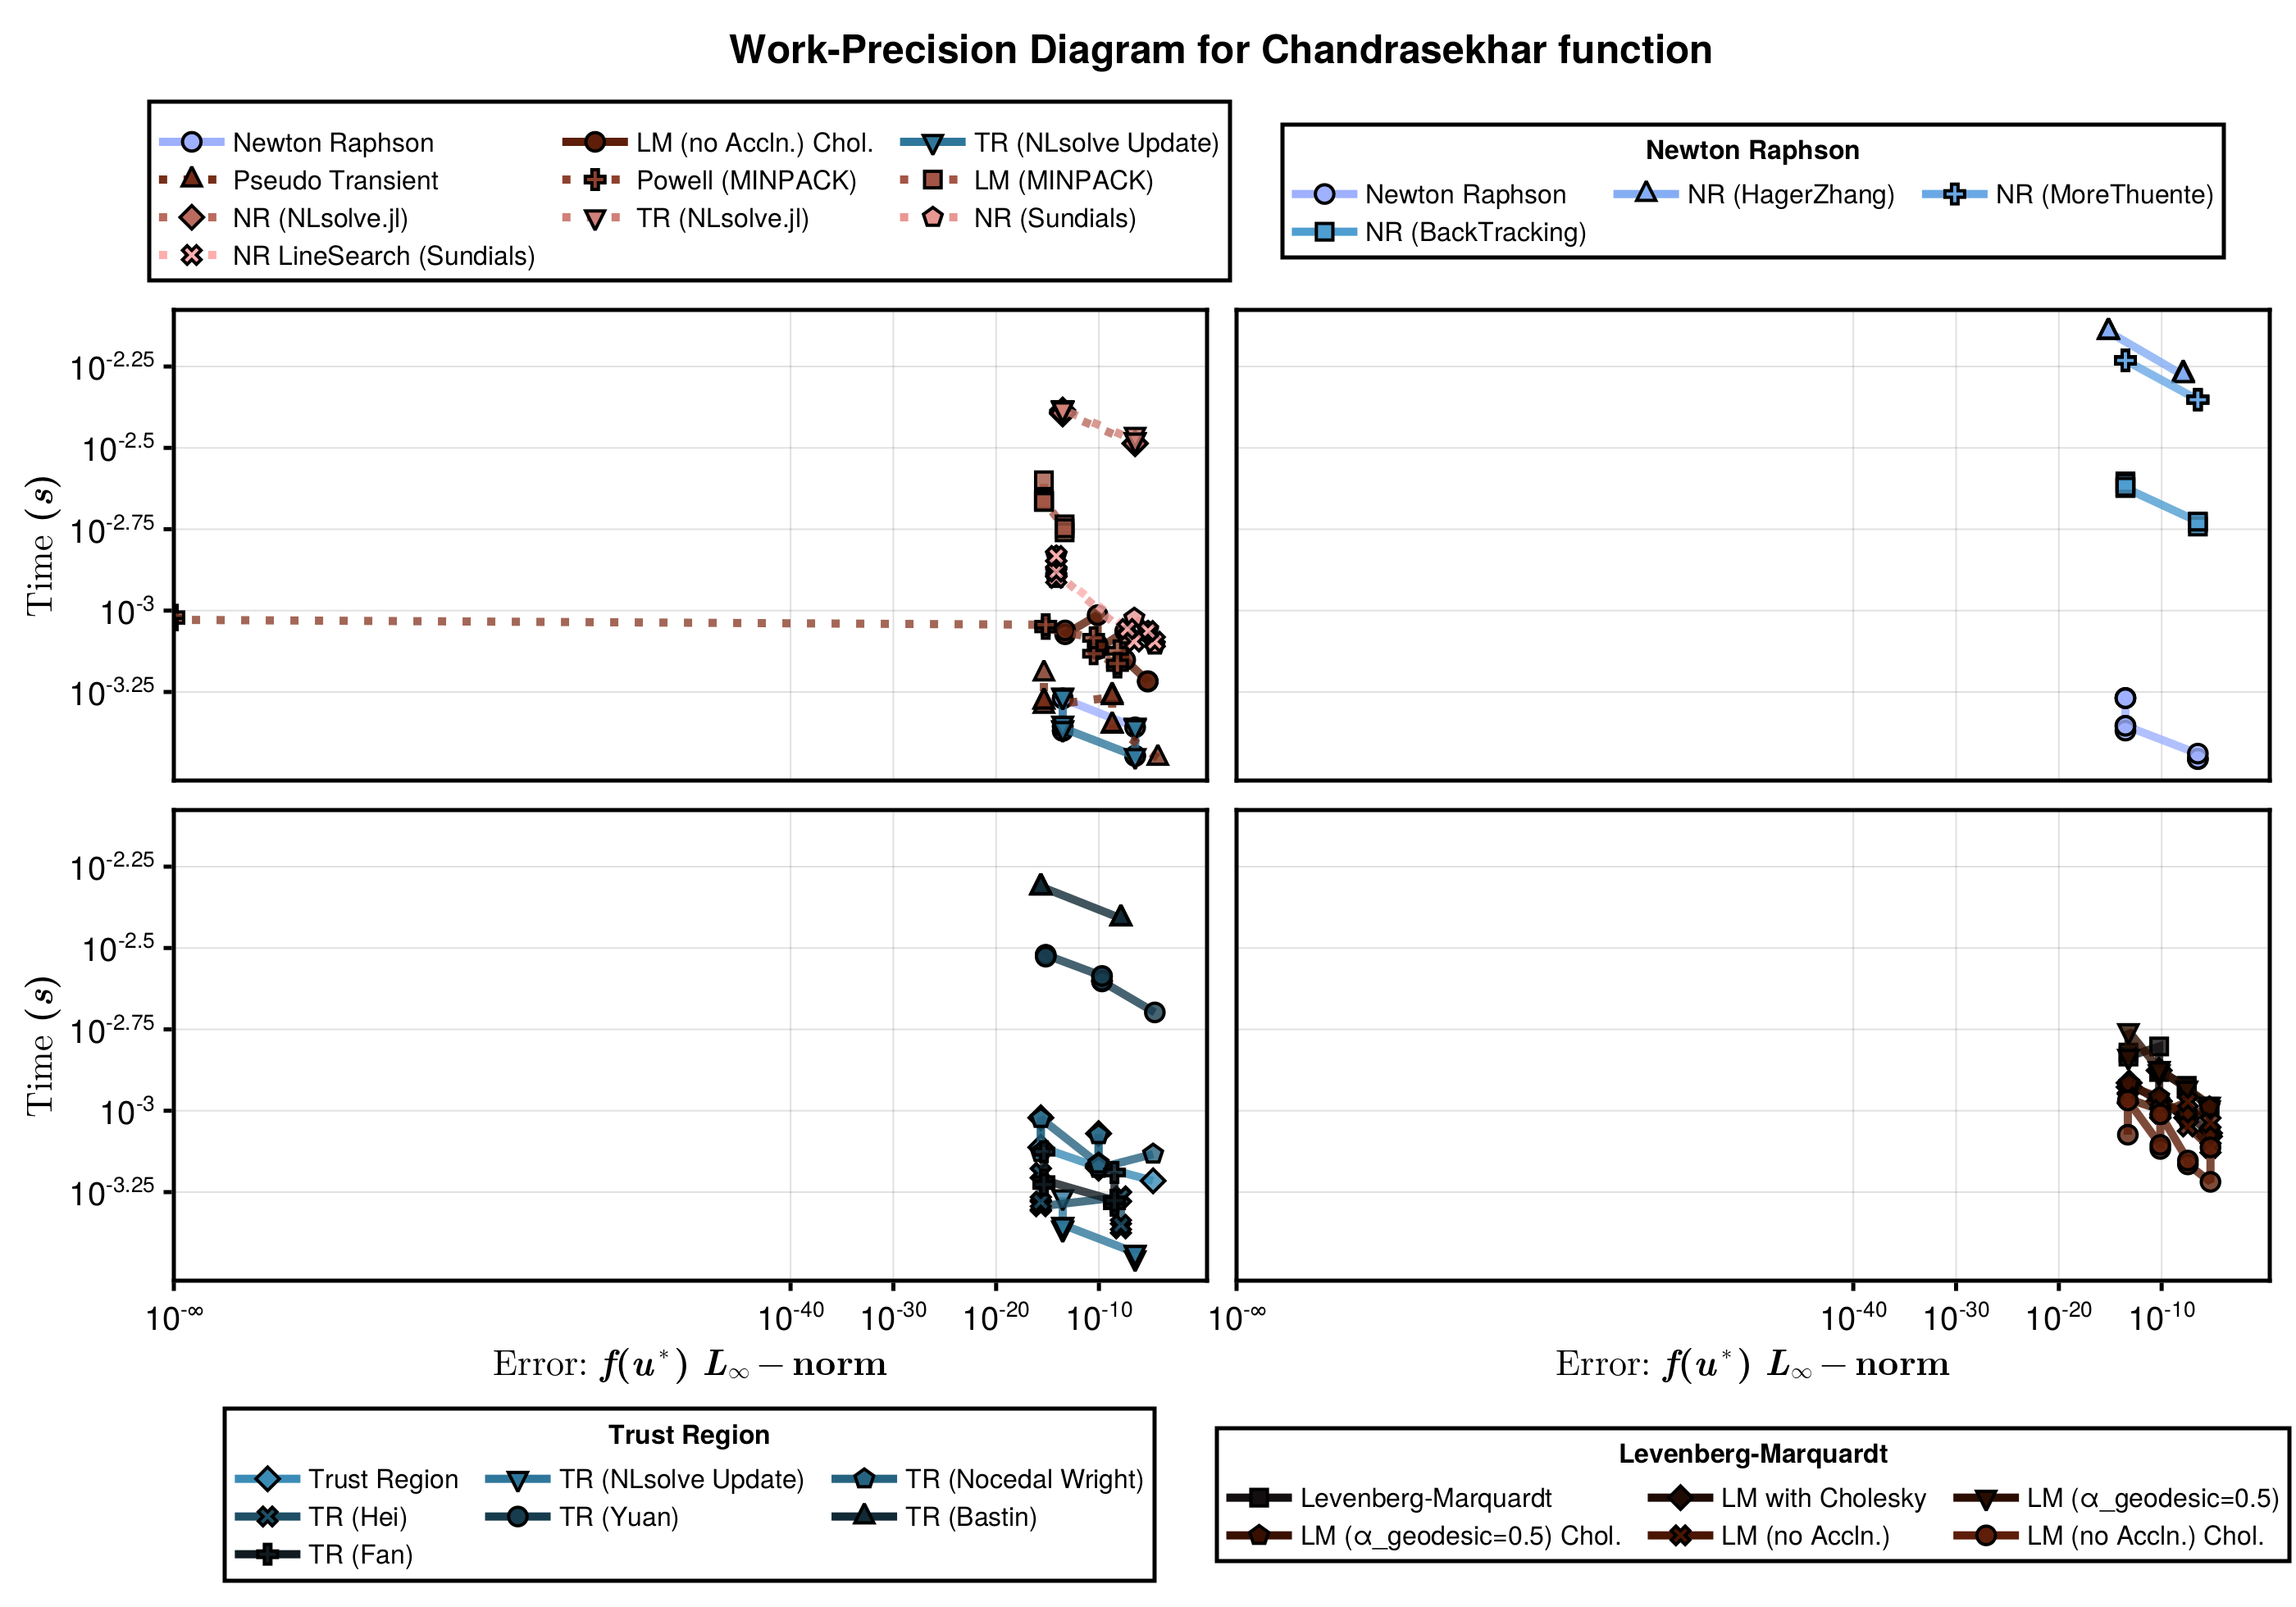 Work-Precision Diagram for Chandrasekhar function
Newton Raphson LM (no Accln.) Chol. TR (NLsolve Update)
Pseudo Transient Powell (MINPACK) LM (MINPACK)
NR (NLsolve.jl) TR (NLsolve.jl) NR (Sundials)
NR LineSearch (Sundials)
Newton Raphson
Newton Raphson NR (HagerZhang) NR (MoreThuente)
NR (BackTracking)
Time (s)
10^-2.25
10^-2.5
10^-2.75
10^-3
10^-3.25
Time (s)
10^-2.25
10^-2.5
10^-2.75
10^-3
10^-3.25
10^-∞ 10^-40 10^-30 10^-20 10^-10
10^-∞ 10^-40 10^-30 10^-20 10^-10
Error: f(u*) L∞ − norm
Error: f(u*) L∞ − norm
Trust Region
Trust Region TR (NLsolve Update) TR (Nocedal Wright)
TR (Hei) TR (Yuan) TR (Bastin)
TR (Fan)
Levenberg-Marquardt
Levenberg-Marquardt LM with Cholesky LM (α_geodesic=0.5)
LM (α_geodesic=0.5) Chol. LM (no Accln.) LM (no Accln.) Chol.